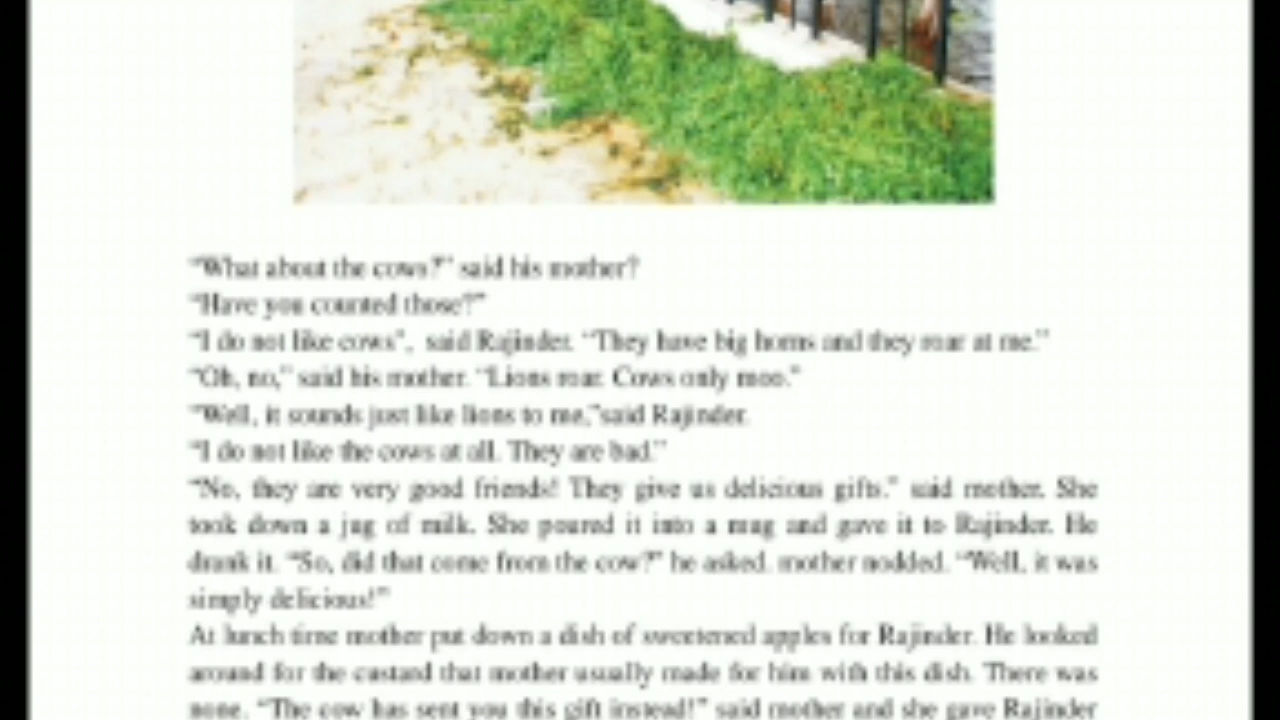 “What about the cows?” said his mother?
“Have you counted those?”
“I do not like cows”, said Rajinder. “They have big horns and they roar at me.”
“Oh, no,” said his mother. “Lions roar. Cows only moo.”
“Well, it sounds just like lions to me,”said Rajinder.
“I do not like the cows at all. They are bad.”
“No, they are very good friends! They give us delicious gifts.” said mother. She
took down a jug of milk. She poured it into a mug and gave it to Rajinder. He
drank it. “So, did that come from the cow?” he asked. mother nodded. “Well, it was
simply delicious!”
At lunch time mother put down a dish of sweetened apples for Rajinder. He looked
around for the custard that mother usually made for him with this dish. There was
none. “The cow has sent you this gift instead!” said mother and she gave Rajinder